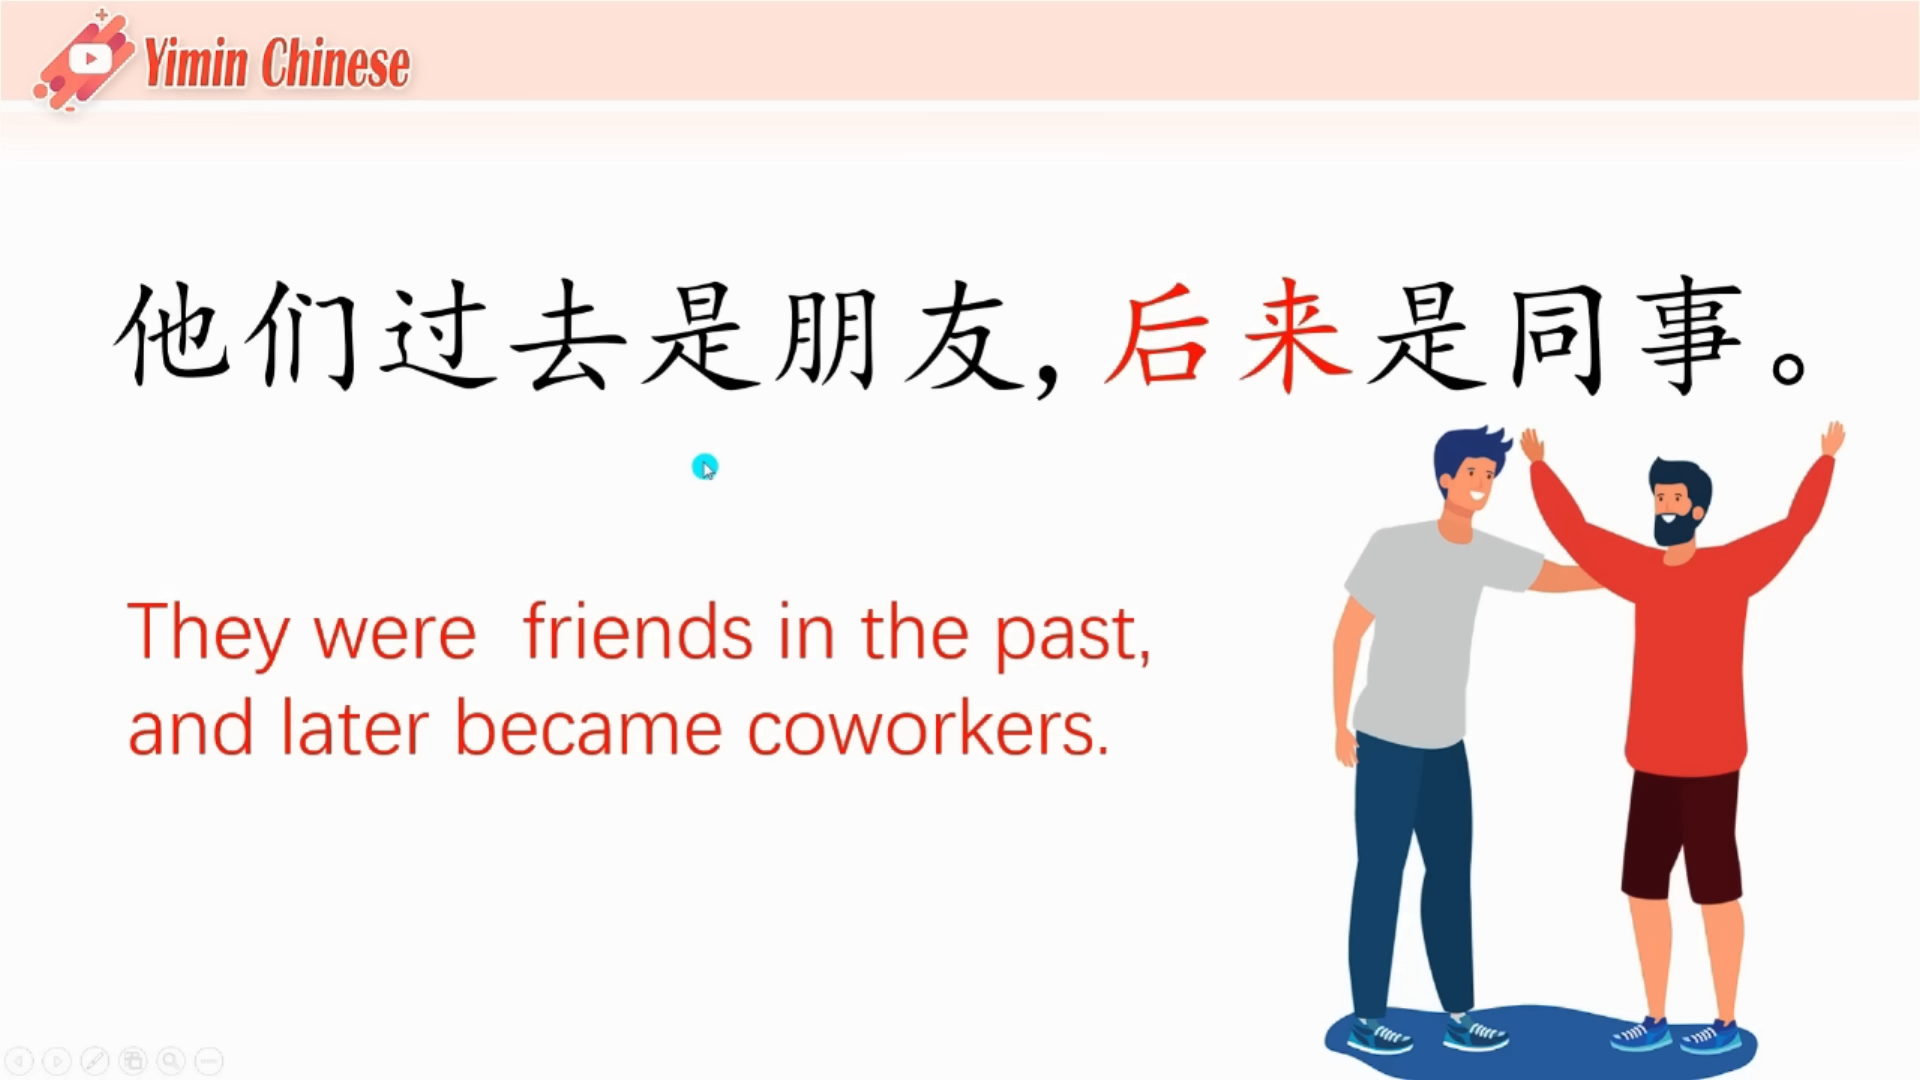 Yimin Chinese
他们过去是朋友,后来是同事。
They were friends in the past,
and later became coworkers.